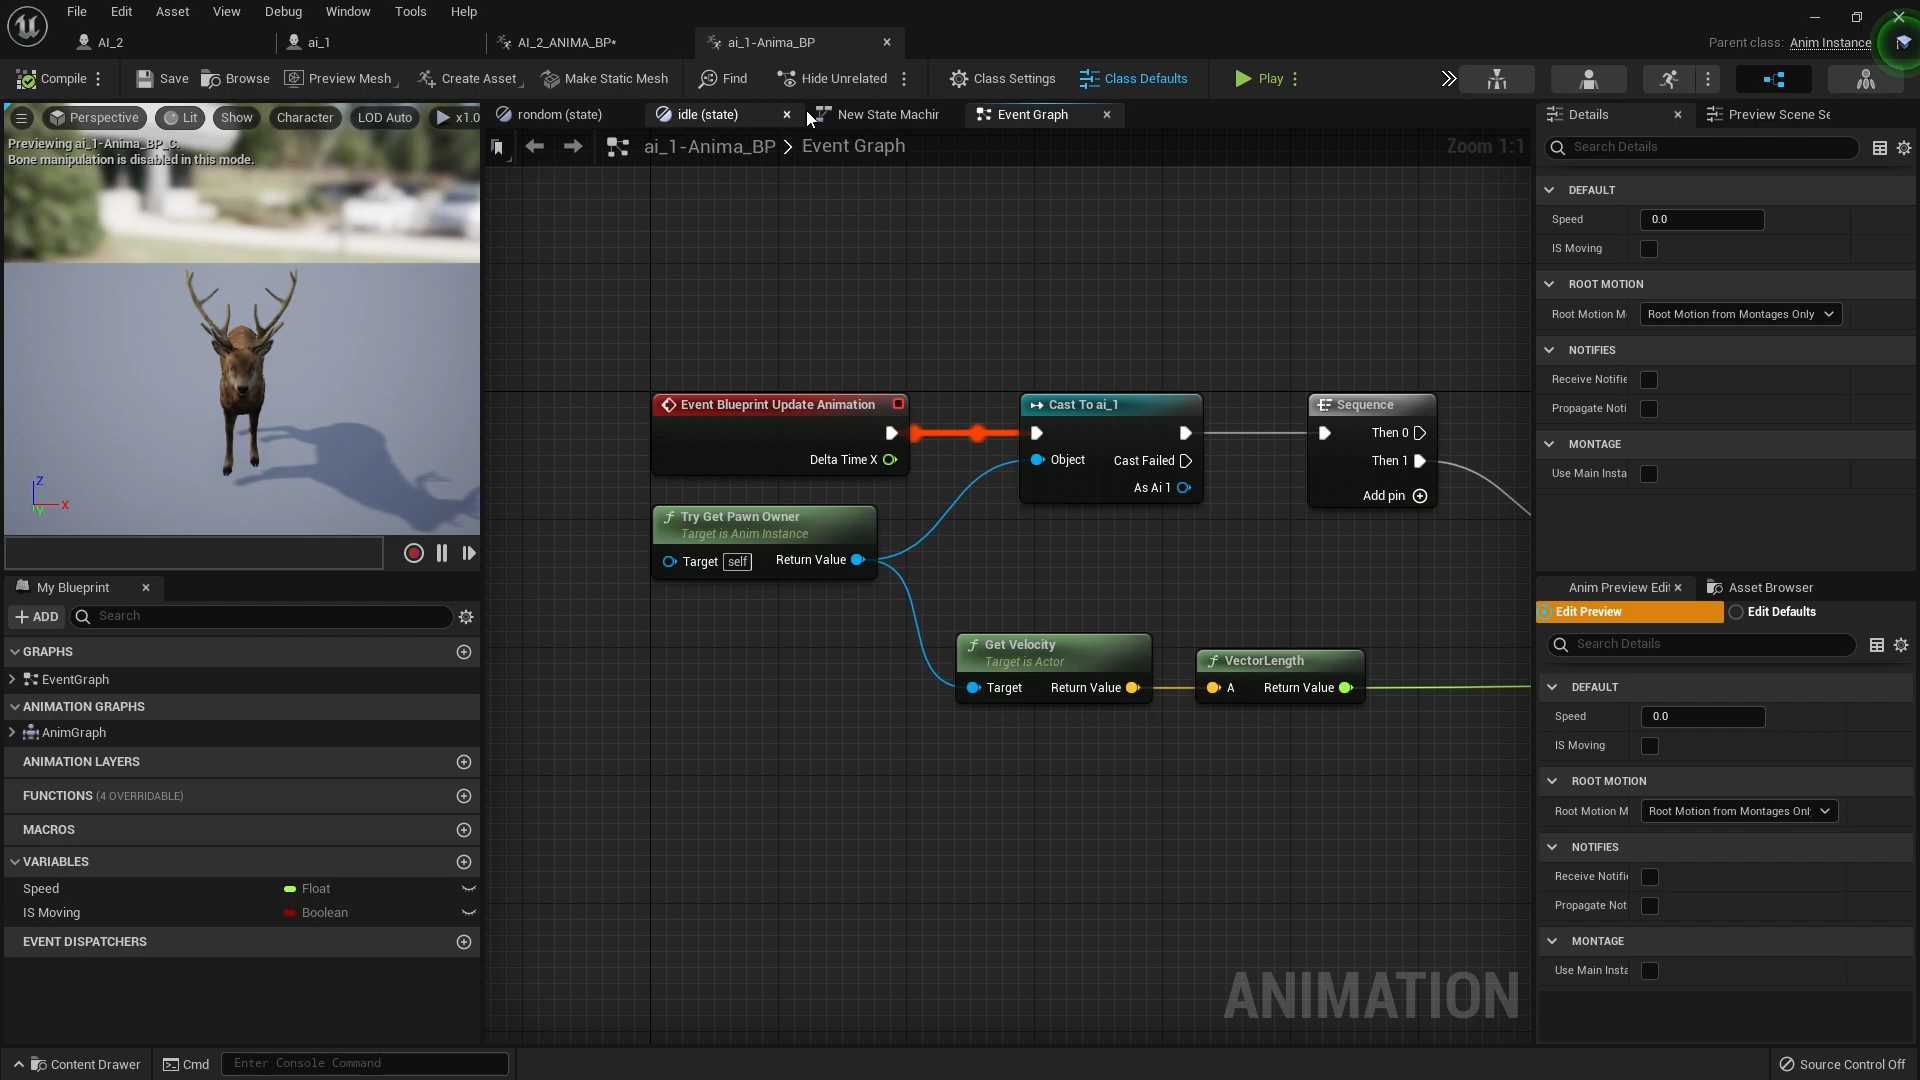 File Edit Asset View Debug Window Tools Help
AI_2 ai_1 AI_2_ANIMA_BP* ai_1-Anima_BP Parent class: Anim Instance
Compile Save Browse Preview Mesh Create Asset Make Static Mesh Find Hide Unrelated Class Settings Class Defaults Play
Perspective Lit Show Character LOD Auto x1.0
Previewing ai_1-Anima_BP_C.
Bone manipulation is disabled in this mode.
Z
X
Y
rondom (state) idle (state) New State Machir Event Graph
ai_1-Anima_BP > Event Graph Zoom 1:1
Event Blueprint Update Animation
Delta Time X
Cast To ai_1
Object Cast Failed
As Ai 1
Sequence
Then 0
Then 1
Add pin
Try Get Pawn Owner
Target is Anim Instance
Target self Return Value
Get Velocity
Target is Actor
Target Return Value
VectorLength
A Return Value
ANIMATION
My Blueprint
ADD Search
GRAPHS
EventGraph
ANIMATION GRAPHS
AnimGraph
ANIMATION LAYERS
FUNCTIONS (4 OVERRIDABLE)
MACROS
VARIABLES
Speed Float
IS Moving Boolean
EVENT DISPATCHERS
Details Preview Scene Se
Search Details
DEFAULT
Speed 0.0
IS Moving
ROOT MOTION
Root Motion M Root Motion from Montages Only
NOTIFIES
Receive Notifie
Propagate Noti
MONTAGE
Use Main Insta
Anim Preview Edit Asset Browser
Edit Preview Edit Defaults
Search Details
DEFAULT
Speed 0.0
IS Moving
ROOT MOTION
Root Motion M Root Motion from Montages Onl
NOTIFIES
Receive Notifi
Propagate Not
MONTAGE
Use Main Insta
Content Drawer Cmd Enter Console Command Source Control Off